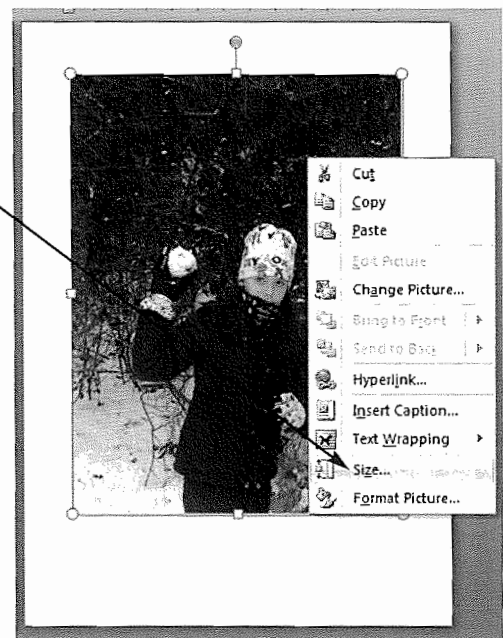 Cut
Copy
Paste
Edit Picture
Change Picture...
Bring to Front
Send to Back
Hyperlink...
Insert Caption...
Text Wrapping
Size...
Format Picture...